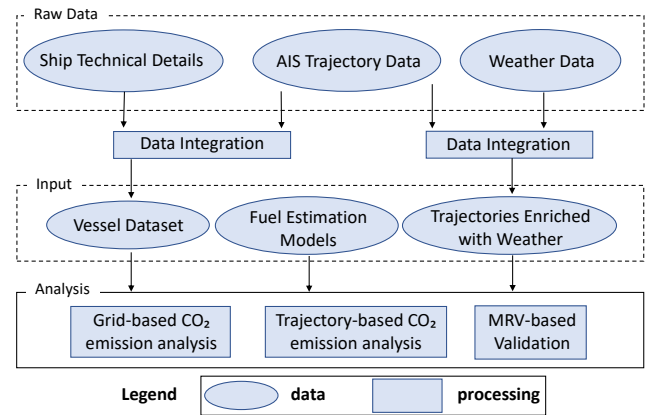 Raw Data
Ship Technical Details
AIS Trajectory Data
Weather Data
Data Integration
Data Integration
Input
Vessel Dataset
Fuel Estimation
Models
Trajectories Enriched
with Weather
Analysis
Grid-based CO₂
emission analysis
Trajectory-based CO₂
emission analysis
MRV-based
Validation
Legend
data
processing